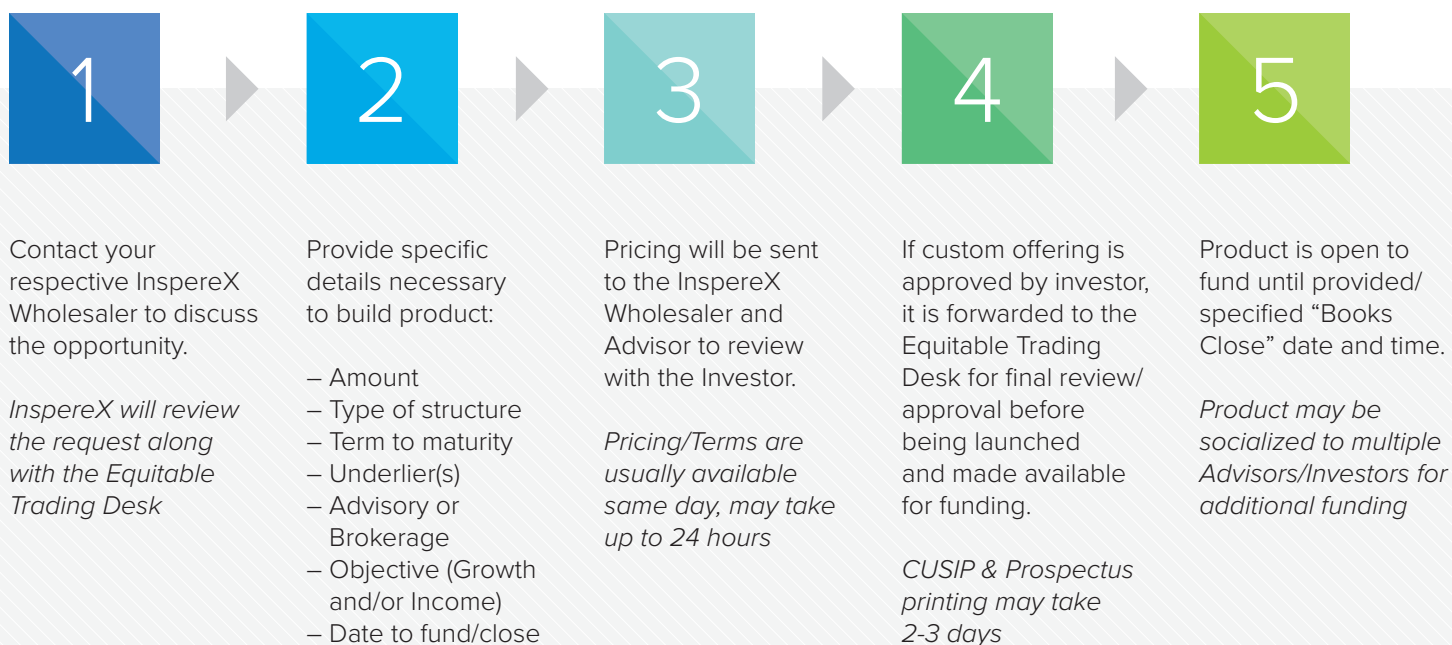 1
2
3
4
5
Contact your
respective InspereX
Wholesaler to discuss
the opportunity.
InspereX will review
the request along
with the Equitable
Trading Desk
Provide specific
details necessary
to build product:
– Amount
– Type of structure
– Term to maturity
– Underlier(s)
– Advisory or
Brokerage
– Objective (Growth
and/or Income)
– Date to fund/close
Pricing will be sent
to the InspereX
Wholesaler and
Advisor to review
with the Investor.
Pricing/Terms are
usually available
same day, may take
up to 24 hours
If custom offering is
approved by investor,
it is forwarded to the
Equitable Trading
Desk for final review/
approval before
being launched
and made available
for funding.
CUSIP & Prospectus
printing may take
2-3 days
Product is open to
fund until provided/
specified “Books
Close” date and time.
Product may be
socialized to multiple
Advisors/Investors for
additional funding